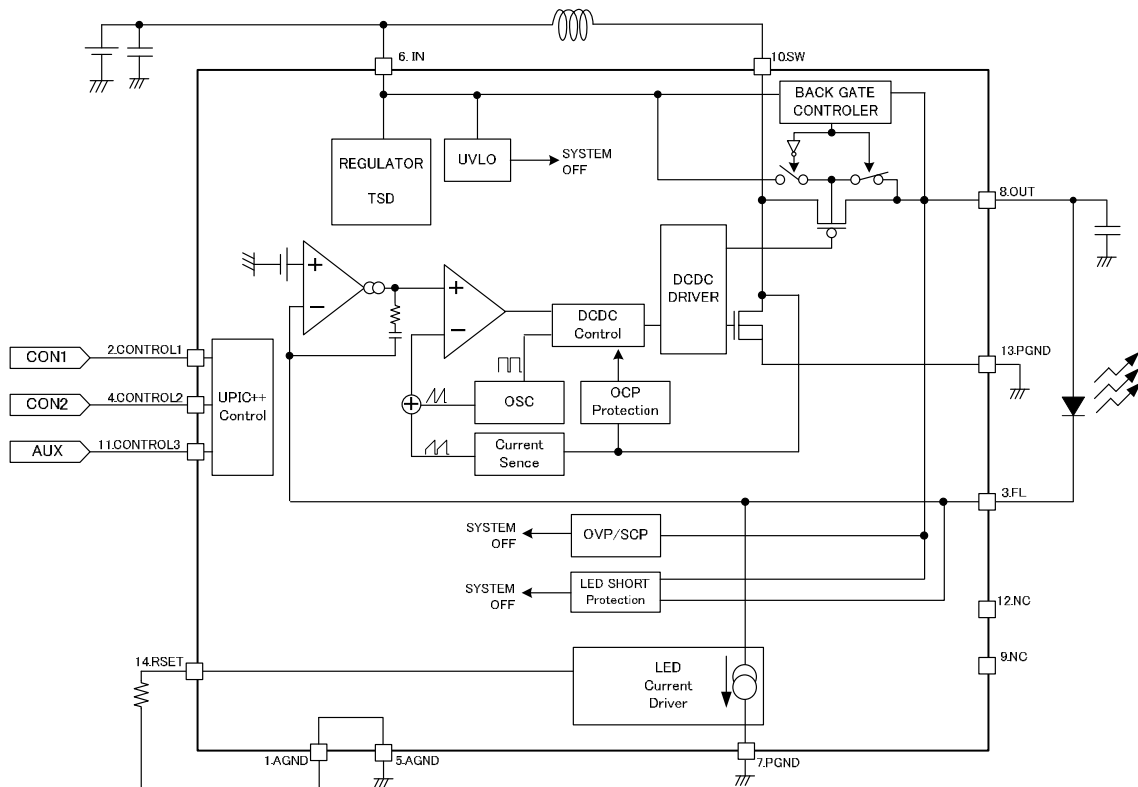 6. IN
10.SW
BACK GATE
CONTROLER
REGULATOR
TSD
UVLO
SYSTEM
OFF
8.OUT
DCDC
DRIVER
+
−
+
−
DCDC
Control
2.CONTROL1
CON1
4.CONTROL2
CON2
11.CONTROL3
AUX
UPIC++
Control
13.PGND
OSC
OCP
Protection
Current
Sence
3.FL
SYSTEM
OFF
OVP/SCP
SYSTEM
OFF
LED SHORT
Protection
12.NC
9.NC
14.RSET
LED
Current
Driver
1.AGND
5.AGND
7.PGND